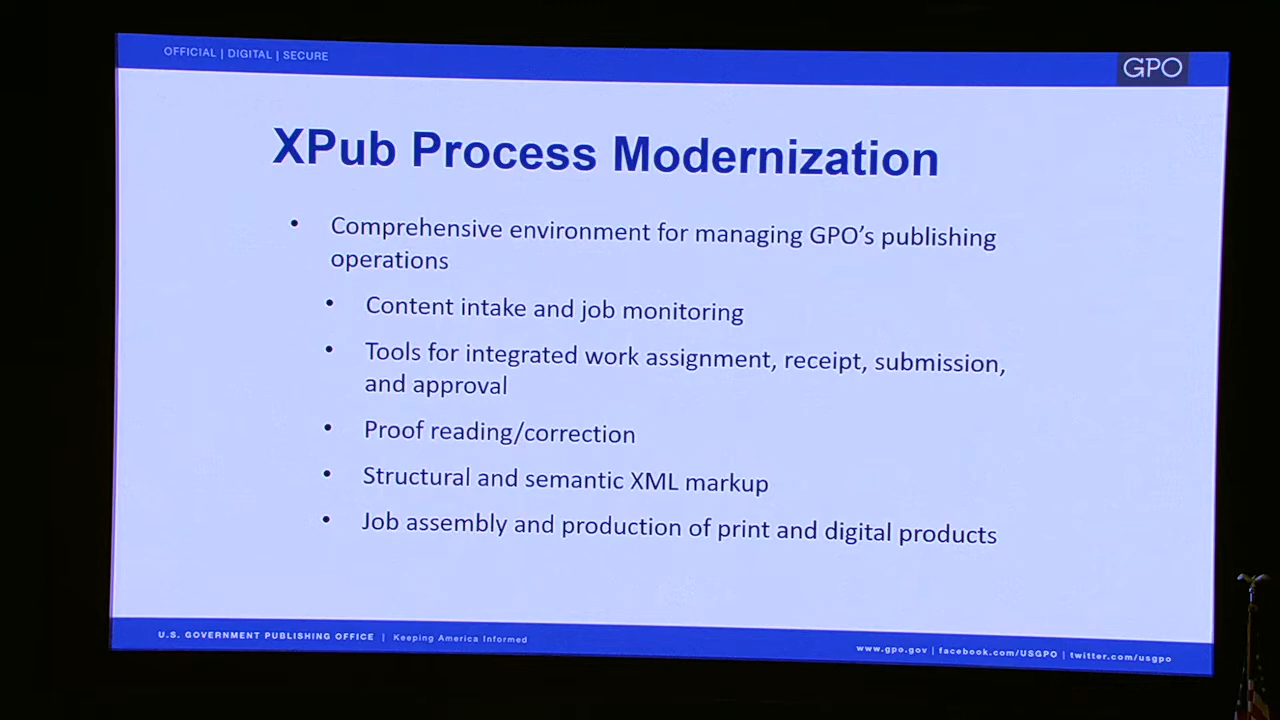 OFFICIAL | DIGITAL | SECURE
GPO
XPub Process Modernization
• Comprehensive environment for managing GPO's publishing
operations
• Content intake and job monitoring
• Tools for integrated work assignment, receipt, submission,
and approval
• Proof reading/correction
• Structural and semantic XML markup
• Job assembly and production of print and digital products
U.S. GOVERNMENT PUBLISHING OFFICE | Keeping America Informed
www.gpo.gov | facebook.com/USGPO | twitter.com/usgpo